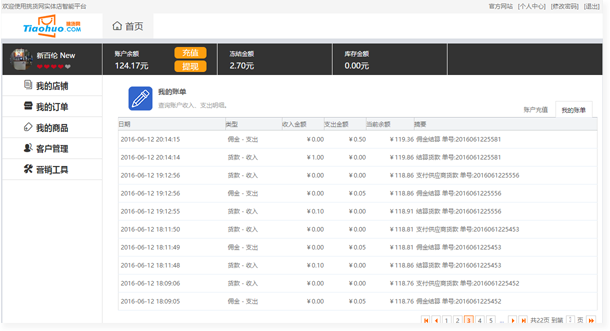 欢迎使用挑货网实体店智能平台
官方网站 [个人中心] [修改密码] [退出]
挑货网
Tiaohuo.COM
首页
新百伦 New
账户余额
124.17元
充值
提现
冻结金额
2.70元
库存金额
0.00元
我的店铺
我的订单
我的商品
客户管理
营销工具
我的账单
查询账户收入、支出明细。
账户充值 我的账单
日期 类型 收入金额 支出金额 当前余额 摘要
2016-06-12 20:14:15 佣金 - 支出 ¥0.00 ¥0.50 ¥119.36 佣金结算 单号:2016061225581
2016-06-12 20:14:14 货款 - 收入 ¥1.00 ¥0.00 ¥119.86 结算货款 单号:2016061225581
2016-06-12 19:12:56 货款 - 收入 ¥0.00 ¥0.00 ¥118.86 支付供应商货款 单号:2016061225556
2016-06-12 19:12:56 佣金 - 支出 ¥0.00 ¥0.05 ¥118.86 佣金结算 单号:2016061225556
2016-06-12 19:12:55 货款 - 收入 ¥0.10 ¥0.00 ¥118.91 结算货款 单号:2016061225556
2016-06-12 18:11:50 货款 - 收入 ¥0.00 ¥0.00 ¥118.81 支付供应商货款 单号:2016061225453
2016-06-12 18:11:49 佣金 - 支出 ¥0.00 ¥0.05 ¥118.81 佣金结算 单号:2016061225453
2016-06-12 18:11:48 货款 - 收入 ¥0.10 ¥0.00 ¥118.86 结算货款 单号:2016061225453
2016-06-12 18:09:06 货款 - 收入 ¥0.00 ¥0.00 ¥118.76 支付供应商货款 单号:2016061225452
2016-06-12 18:09:05 佣金 - 支出 ¥0.00 ¥0.05 ¥118.76 佣金结算 单号:2016061225452
1 2 3 4 5 ... 共22页 到第 1 页